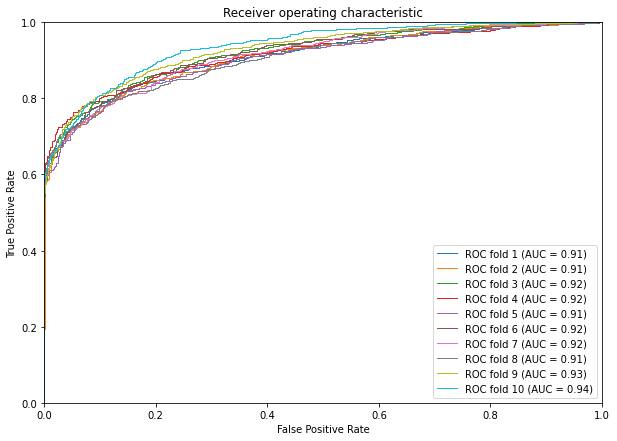 Receiver operating characteristic
1.0
0.8
0.6
0.4
0.2
0.0
True Positive Rate
ROC fold 1 (AUC = 0.91)
ROC fold 2 (AUC = 0.91)
ROC fold 3 (AUC = 0.92)
ROC fold 4 (AUC = 0.92)
ROC fold 5 (AUC = 0.91)
ROC fold 6 (AUC = 0.92)
ROC fold 7 (AUC = 0.92)
ROC fold 8 (AUC = 0.91)
ROC fold 9 (AUC = 0.93)
ROC fold 10 (AUC = 0.94)
0.0 0.2 0.4 0.6 0.8 1.0
False Positive Rate